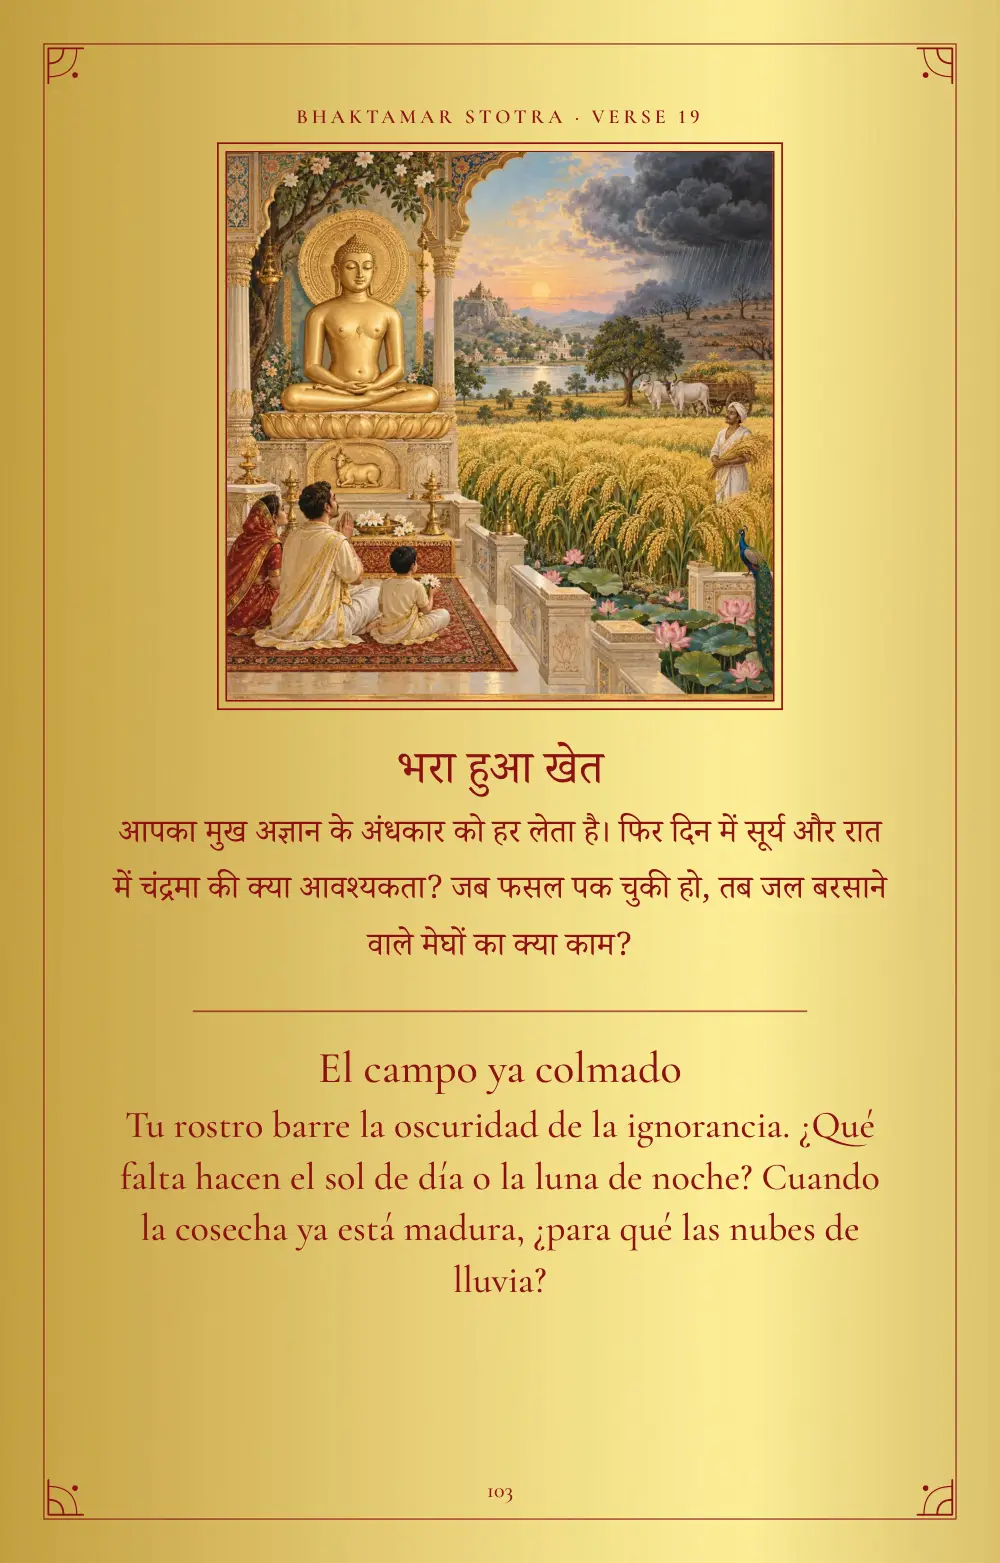 BHAKTAMAR STOTRA · VERSE 19
भरा हुआ खेत
आपका मुख अज्ञान के अंधकार को हर लेता है। फिर दिन में सूर्य और रात
में चंद्रमा की क्या आवश्यकता? जब फसल पक चुकी हो, तब जल बरसाने
वाले मेघों का क्या काम?
El campo ya colmado
Tu rostro barre la oscuridad de la ignorancia. ¿Qué
falta hacen el sol de día o la luna de noche? Cuando
la cosecha ya está madura, ¿para qué las nubes de
lluvia?
103